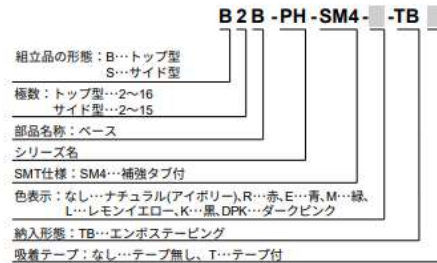 B 2 B - PH - SM4 - - TB
組立品の形態：B…トップ型
S…サイド型
極数：トップ型…2～16
サイド型…2～15
部品名称：ベース
シリーズ名
SMT仕様：SM4…補強タブ付
色表示：なし…ナチュラル(アイボリー)、R…赤、E…青、M…緑、
L…レモンイエロー、K…黒、DPK…ダークピンク
納入形態：TB…エンボステーピング
吸着テープ：なし…テープ無し、T…テープ付